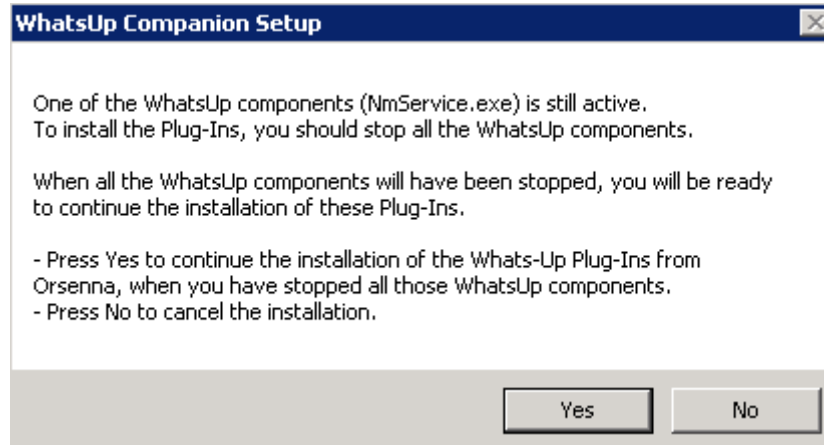 WhatsUp Companion Setup
One of the WhatsUp components (NmService.exe) is still active.
To install the Plug-Ins, you should stop all the WhatsUp components.
When all the WhatsUp components will have been stopped, you will be ready
to continue the installation of these Plug-Ins.
- Press Yes to continue the installation of the Whats-Up Plug-Ins from
Orsenna, when you have stopped all those WhatsUp components.
- Press No to cancel the installation.
Yes
No